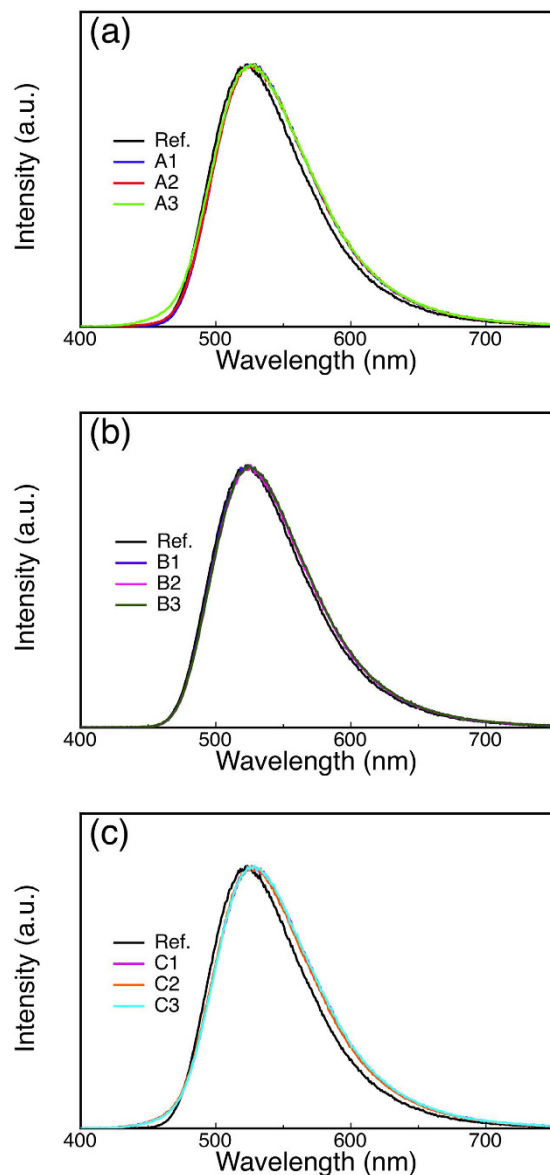 (a)
Intensity (a.u.)
Ref.
A1
A2
A3
400 500 600 700
Wavelength (nm)
(b)
Intensity (a.u.)
Ref.
B1
B2
B3
400 500 600 700
Wavelength (nm)
(c)
Intensity (a.u.)
Ref.
C1
C2
C3
400 500 600 700
Wavelength (nm)